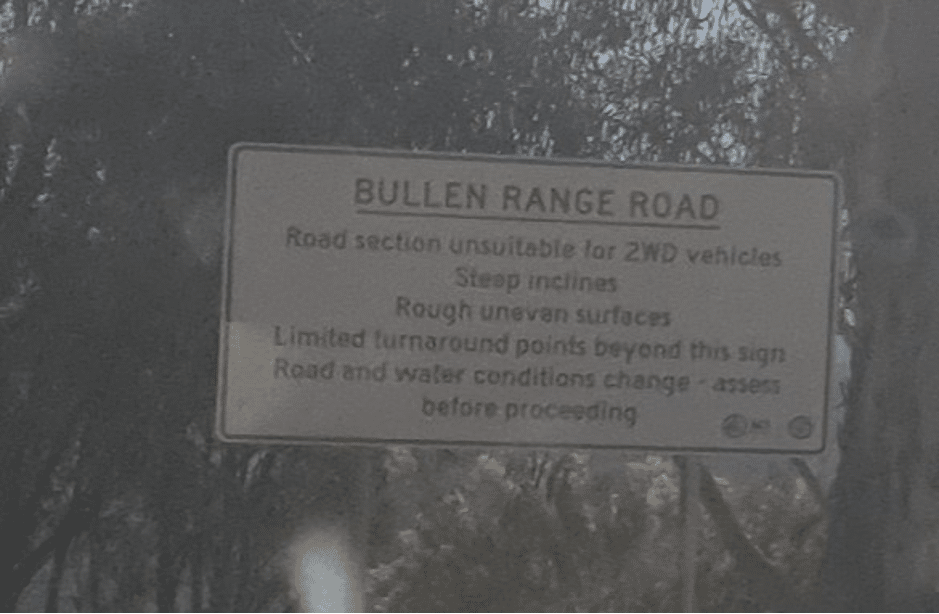 BULLEN RANGE ROAD
Road section unsuitable for 2WD vehicles
Steep inclines
Rough uneven surfaces
Limited turnaround points beyond this sign
Road and water conditions change - assess
before proceeding